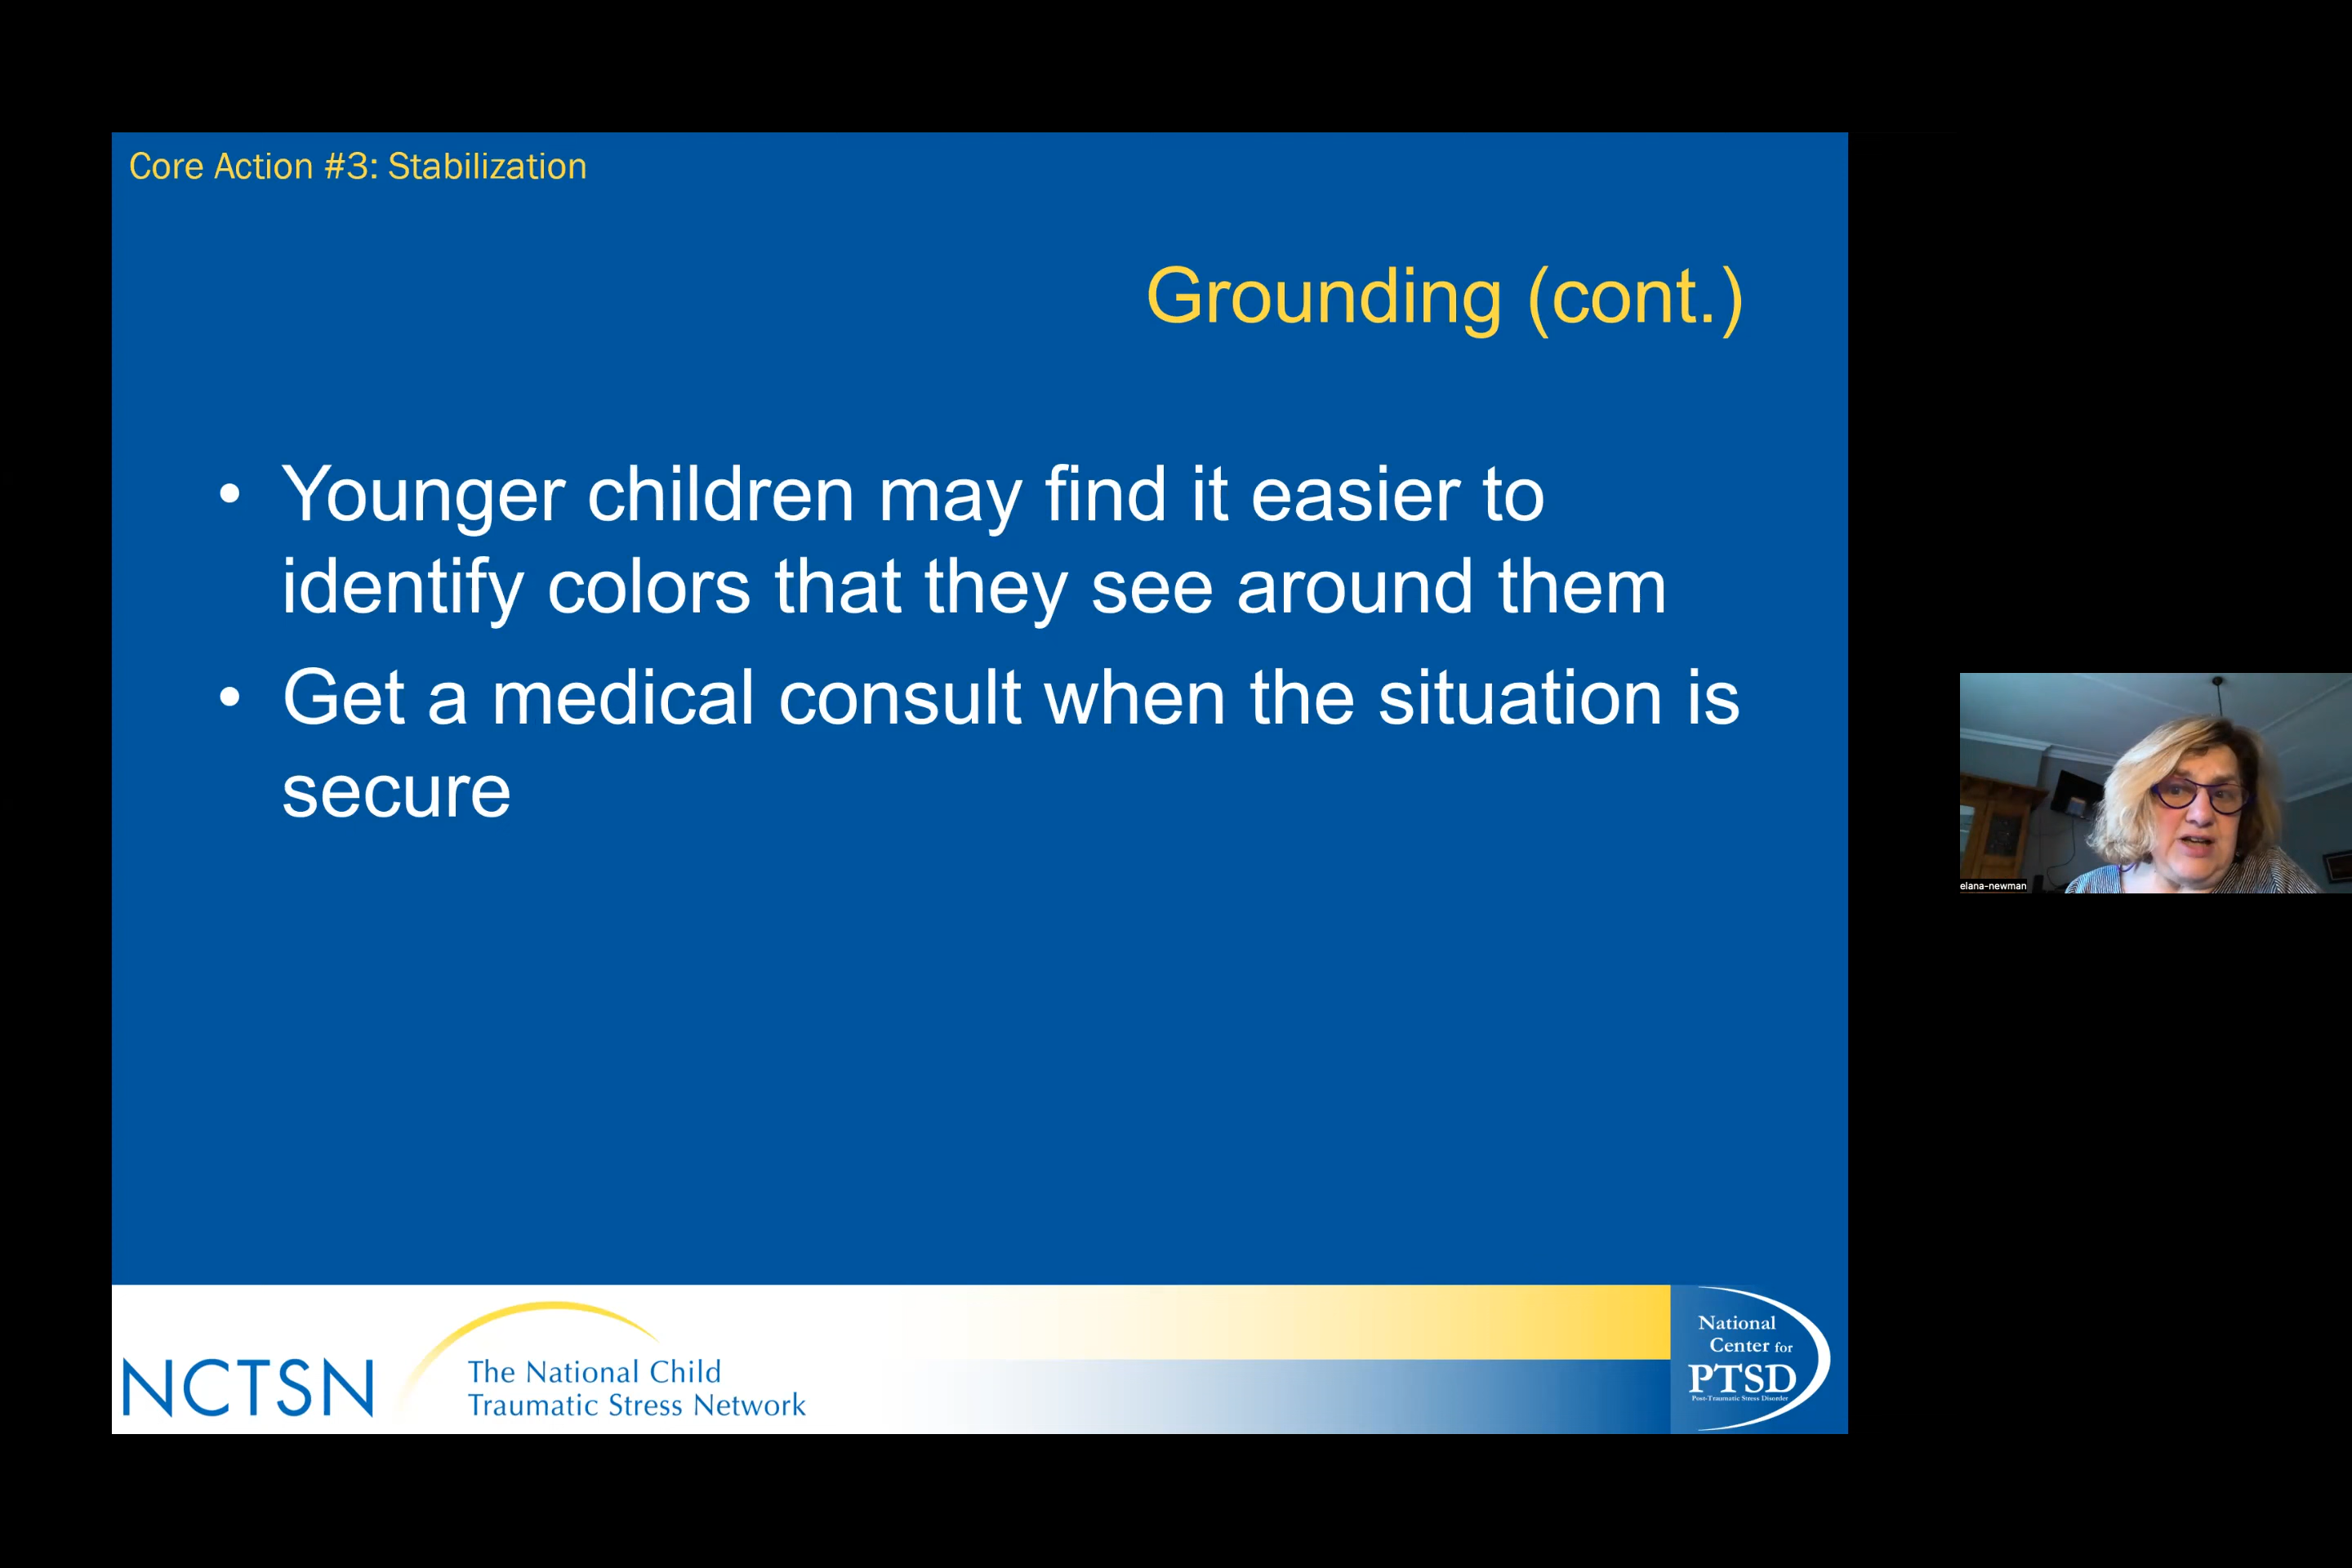 Core Action #3: Stabilization
Grounding (cont.)
• Younger children may find it easier to
identify colors that they see around them
• Get a medical consult when the situation is
secure
elana-newman
NCTSN
The National Child
Traumatic Stress Network
National
Center for
PTSD
Post-Traumatic Stress Disorder